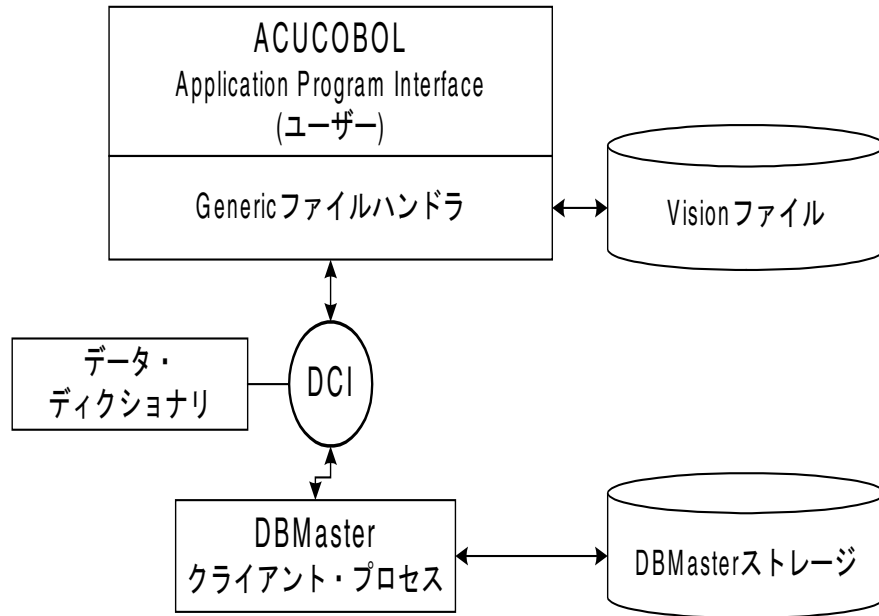 ACUCOBOL
Application Program Interface
(ユーザー)
Genericファイルハンドラ
Visionファイル
データ・
ディクショナリ
DCI
DBMaster
クライアント・プロセス
DBMasterストレージ